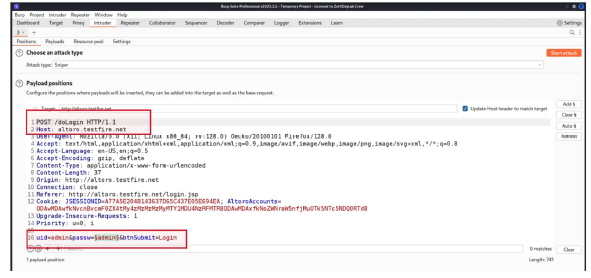 Burp Suite Professional v2023.3.2 - Temporary Project - Licensed to Zer0DayLab Crew
Burp Project Intruder Repeater Window Help
Dashboard Target Proxy Intruder Repeater Collaborator Sequencer Decoder Comparer Logger Extensions Learn Settings
Positions Payloads Resource pool Settings
Choose an attack type
Start attack
Attack type: Sniper
Payload positions
Configure the positions where payloads will be inserted, they can be added into the target as well as the base request.
Target: http://altoro.testfire.net
Update Host header to match target
Add §
Clear §
Auto §
Refresh
1 POST /doLogin HTTP/1.1
2 Host: altoro.testfire.net
3 User-Agent: Mozilla/5.0 (X11; Linux x86_64; rv:128.0) Gecko/20100101 Firefox/128.0
4 Accept: text/html,application/xhtml+xml,application/xml;q=0.9,image/avif,image/webp,image/png,image/svg+xml,*/*;q=0.8
5 Accept-Language: en-US,en;q=0.5
6 Accept-Encoding: gzip, deflate
7 Content-Type: application/x-www-form-urlencoded
8 Content-Length: 37
9 Origin: http://altoro.testfire.net
10 Connection: close
11 Referer: http://altoro.testfire.net/login.jsp
12 Cookie: AltoroAccounts=
13 Upgrade-Insecure-Requests: 1
14 Priority: u=0, i
15
16 uid=admin&passw=§admin§&btnSubmit=Login
0 matches
Clear
1 payload position
Length: 741